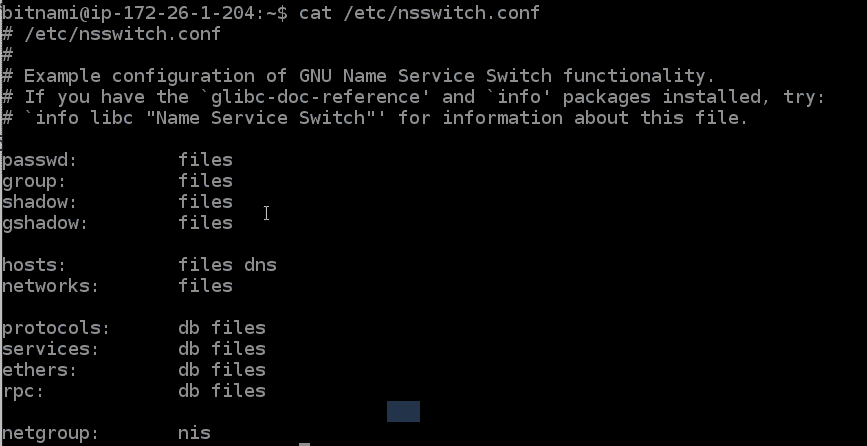 bitnami@ip-172-26-1-204:~$ cat /etc/nsswitch.conf
# /etc/nsswitch.conf
#
# Example configuration of GNU Name Service Switch functionality.
# If you have the `glibc-doc-reference' and `info' packages installed, try:
# `info libc "Name Service Switch"' for information about this file.
passwd:         files
group:          files
shadow:         files
gshadow:        files
hosts:          files dns
networks:       files
protocols:      db files
services:       db files
ethers:         db files
rpc:            db files
netgroup:       nis